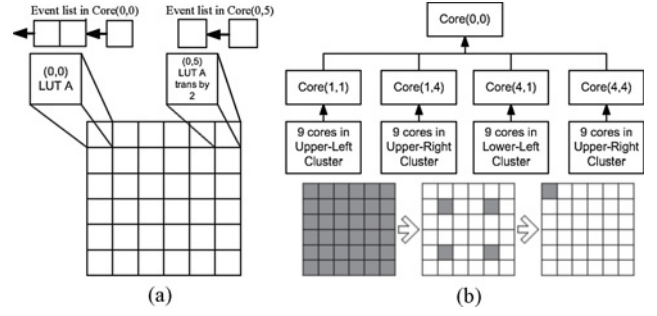 Event list in Core(0,0)
Event list in Core(0,5)
(0,0)
LUT A
(0,5)
LUT A
trans by
2
(a)
Core(0,0)
Core(1,1)
Core(1,4)
Core(4,1)
Core(4,4)
9 cores in
Upper-Left
Cluster
9 cores in
Upper-Right
Cluster
9 cores in
Lower-Left
Cluster
9 cores in
Upper-Right
Cluster
(b)